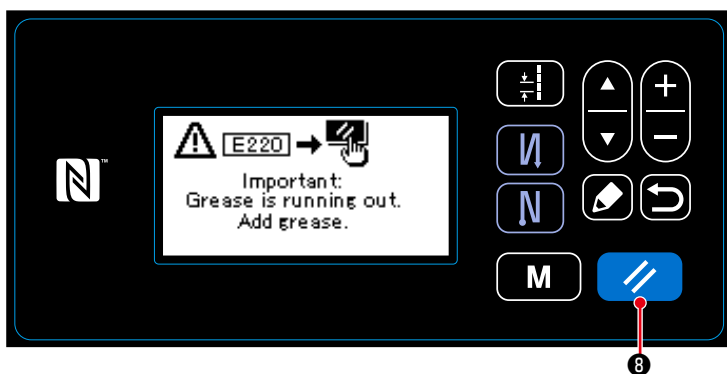 E220
Important:
Grease is running out.
Add grease.
M
8